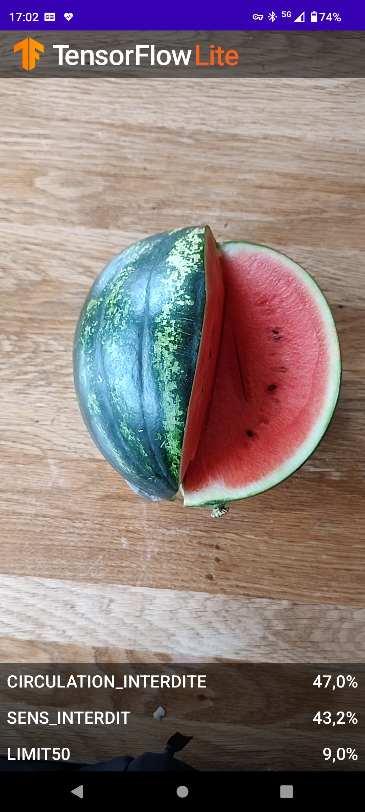 17:02 5G 74%
TensorFlow Lite
CIRCULATION_INTERDITE 47,0%
SENS_INTERDIT 43,2%
LIMIT50 9,0%